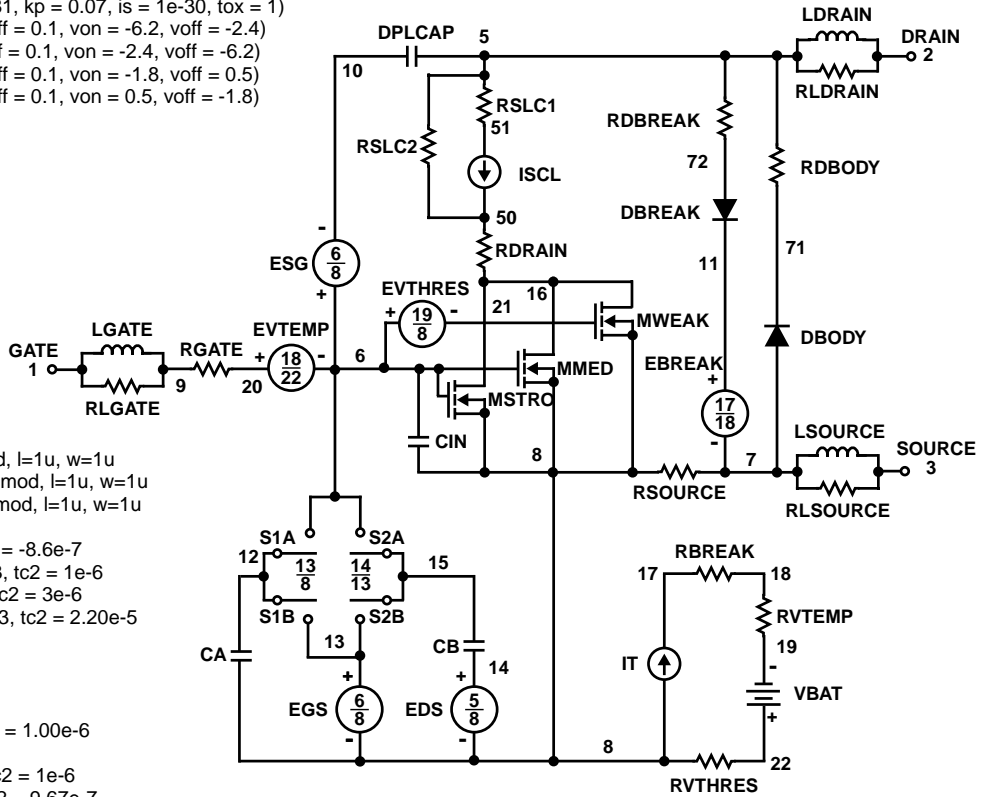 31, kp = 0.07, is = 1e-30, tox = 1)
ff = 0.1, von = -6.2, voff = -2.4)
f = 0.1, von = -2.4, voff = -6.2)
ff = 0.1, von = -1.8, voff = 0.5)
ff = 0.1, von = 0.5, voff = -1.8)
LDRAIN
DPLCAP 5
DRAIN
2
10
RLDRAIN
RSLC1
51
RDBREAK
RSLC2
72
RDBODY
ISCL
DBREAK
50
RDRAIN
71
ESG 6 8
11
EVTHRES
19 8
21
16
MWEAK
LGATE
EVTEMP
GATE
1
RGATE
18 22
6
MMED
EBREAK
DBODY
9
20
RLGATE
MSTRO
17 18
CIN
LSOURCE
SOURCE
3
8
7
RSOURCE
RLSOURCE
d, l=1u, w=1u
mod, l=1u, w=1u
mod, l=1u, w=1u
= -8.6e-7
3, tc2 = 1e-6
c2 = 3e-6
3, tc2 = 2.20e-5
S1A S2A
12
13 8
14 13
15
S1B S2B
13
RBREAK
17
18
RVTEMP
19
CA
CB
14
IT
VBAT
EGS 6 8
EDS 5 8
= 1.00e-6
8
22
RVTHRES
c2 = 1e-6